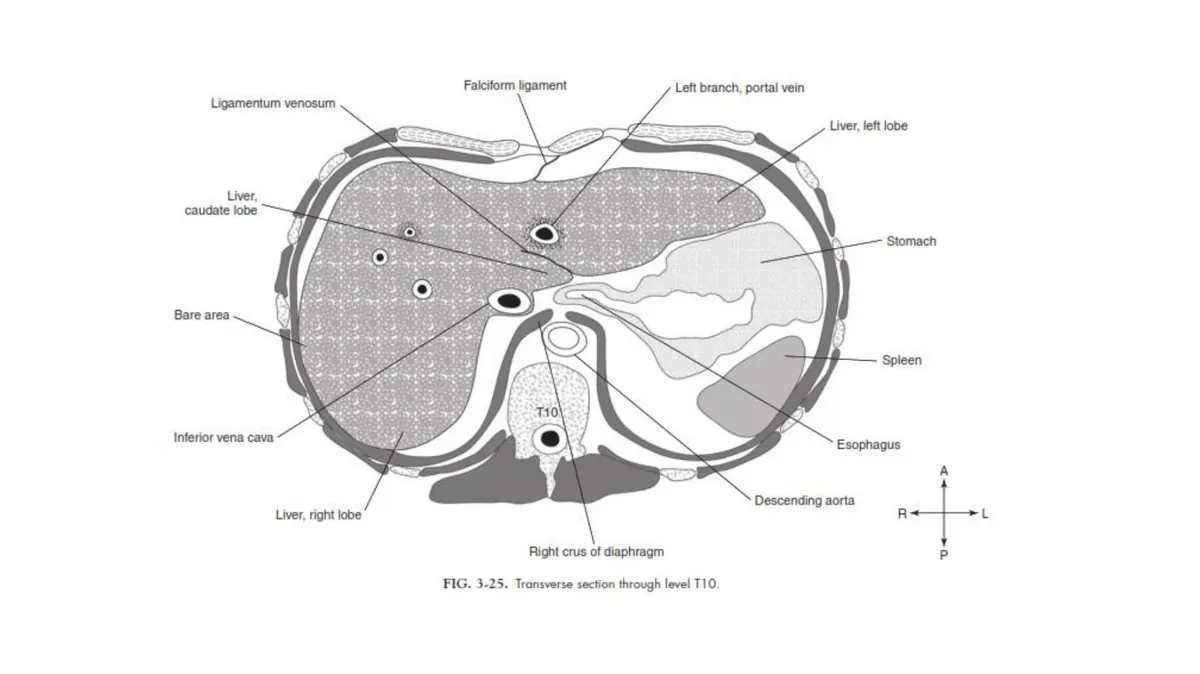 Falciform ligament
Left branch, portal vein
Ligamentum venosum
Liver, left lobe
Liver,
caudate lobe
Stomach
Bare area
Spleen
T10
Inferior vena cava
Esophagus
A
Descending aorta
R
L
Liver, right lobe
Right crus of diaphragm
P
FIG. 3-25. Transverse section through level T10.